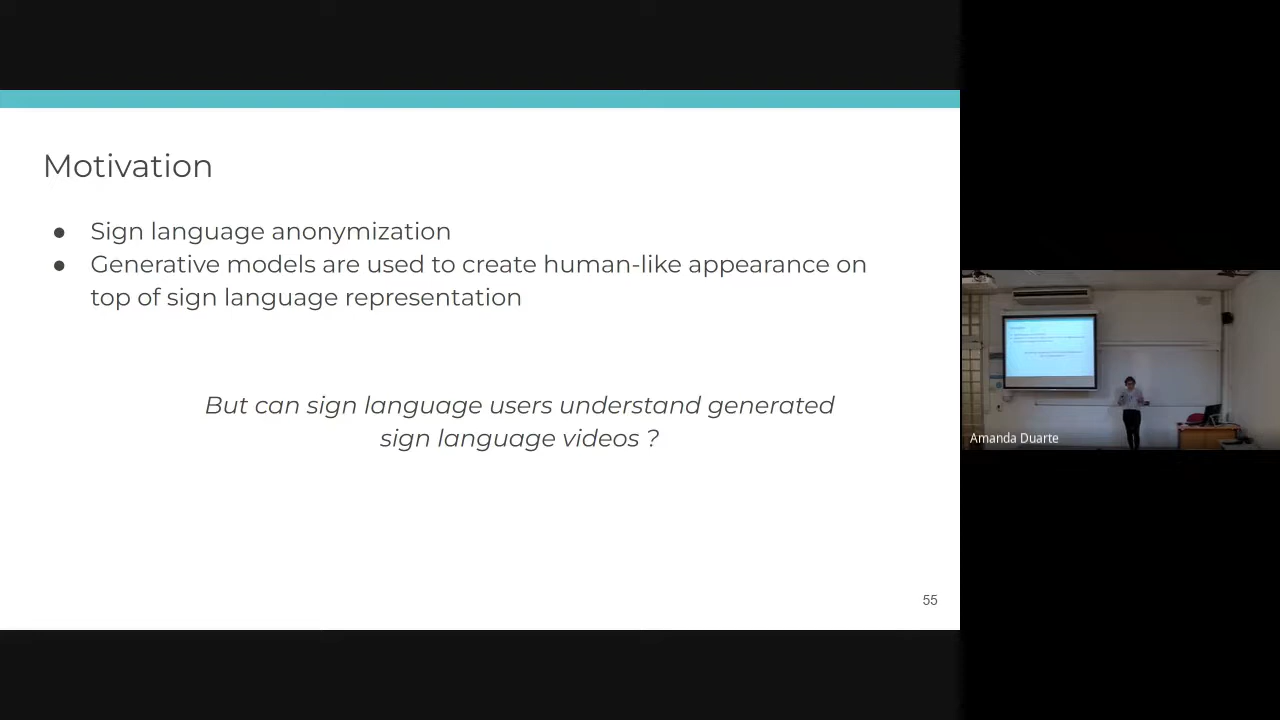 Motivation
● Sign language anonymization
● Generative models are used to create human-like appearance on
top of sign language representation
But can sign language users understand generated
sign language videos ?
55
Amanda Duarte